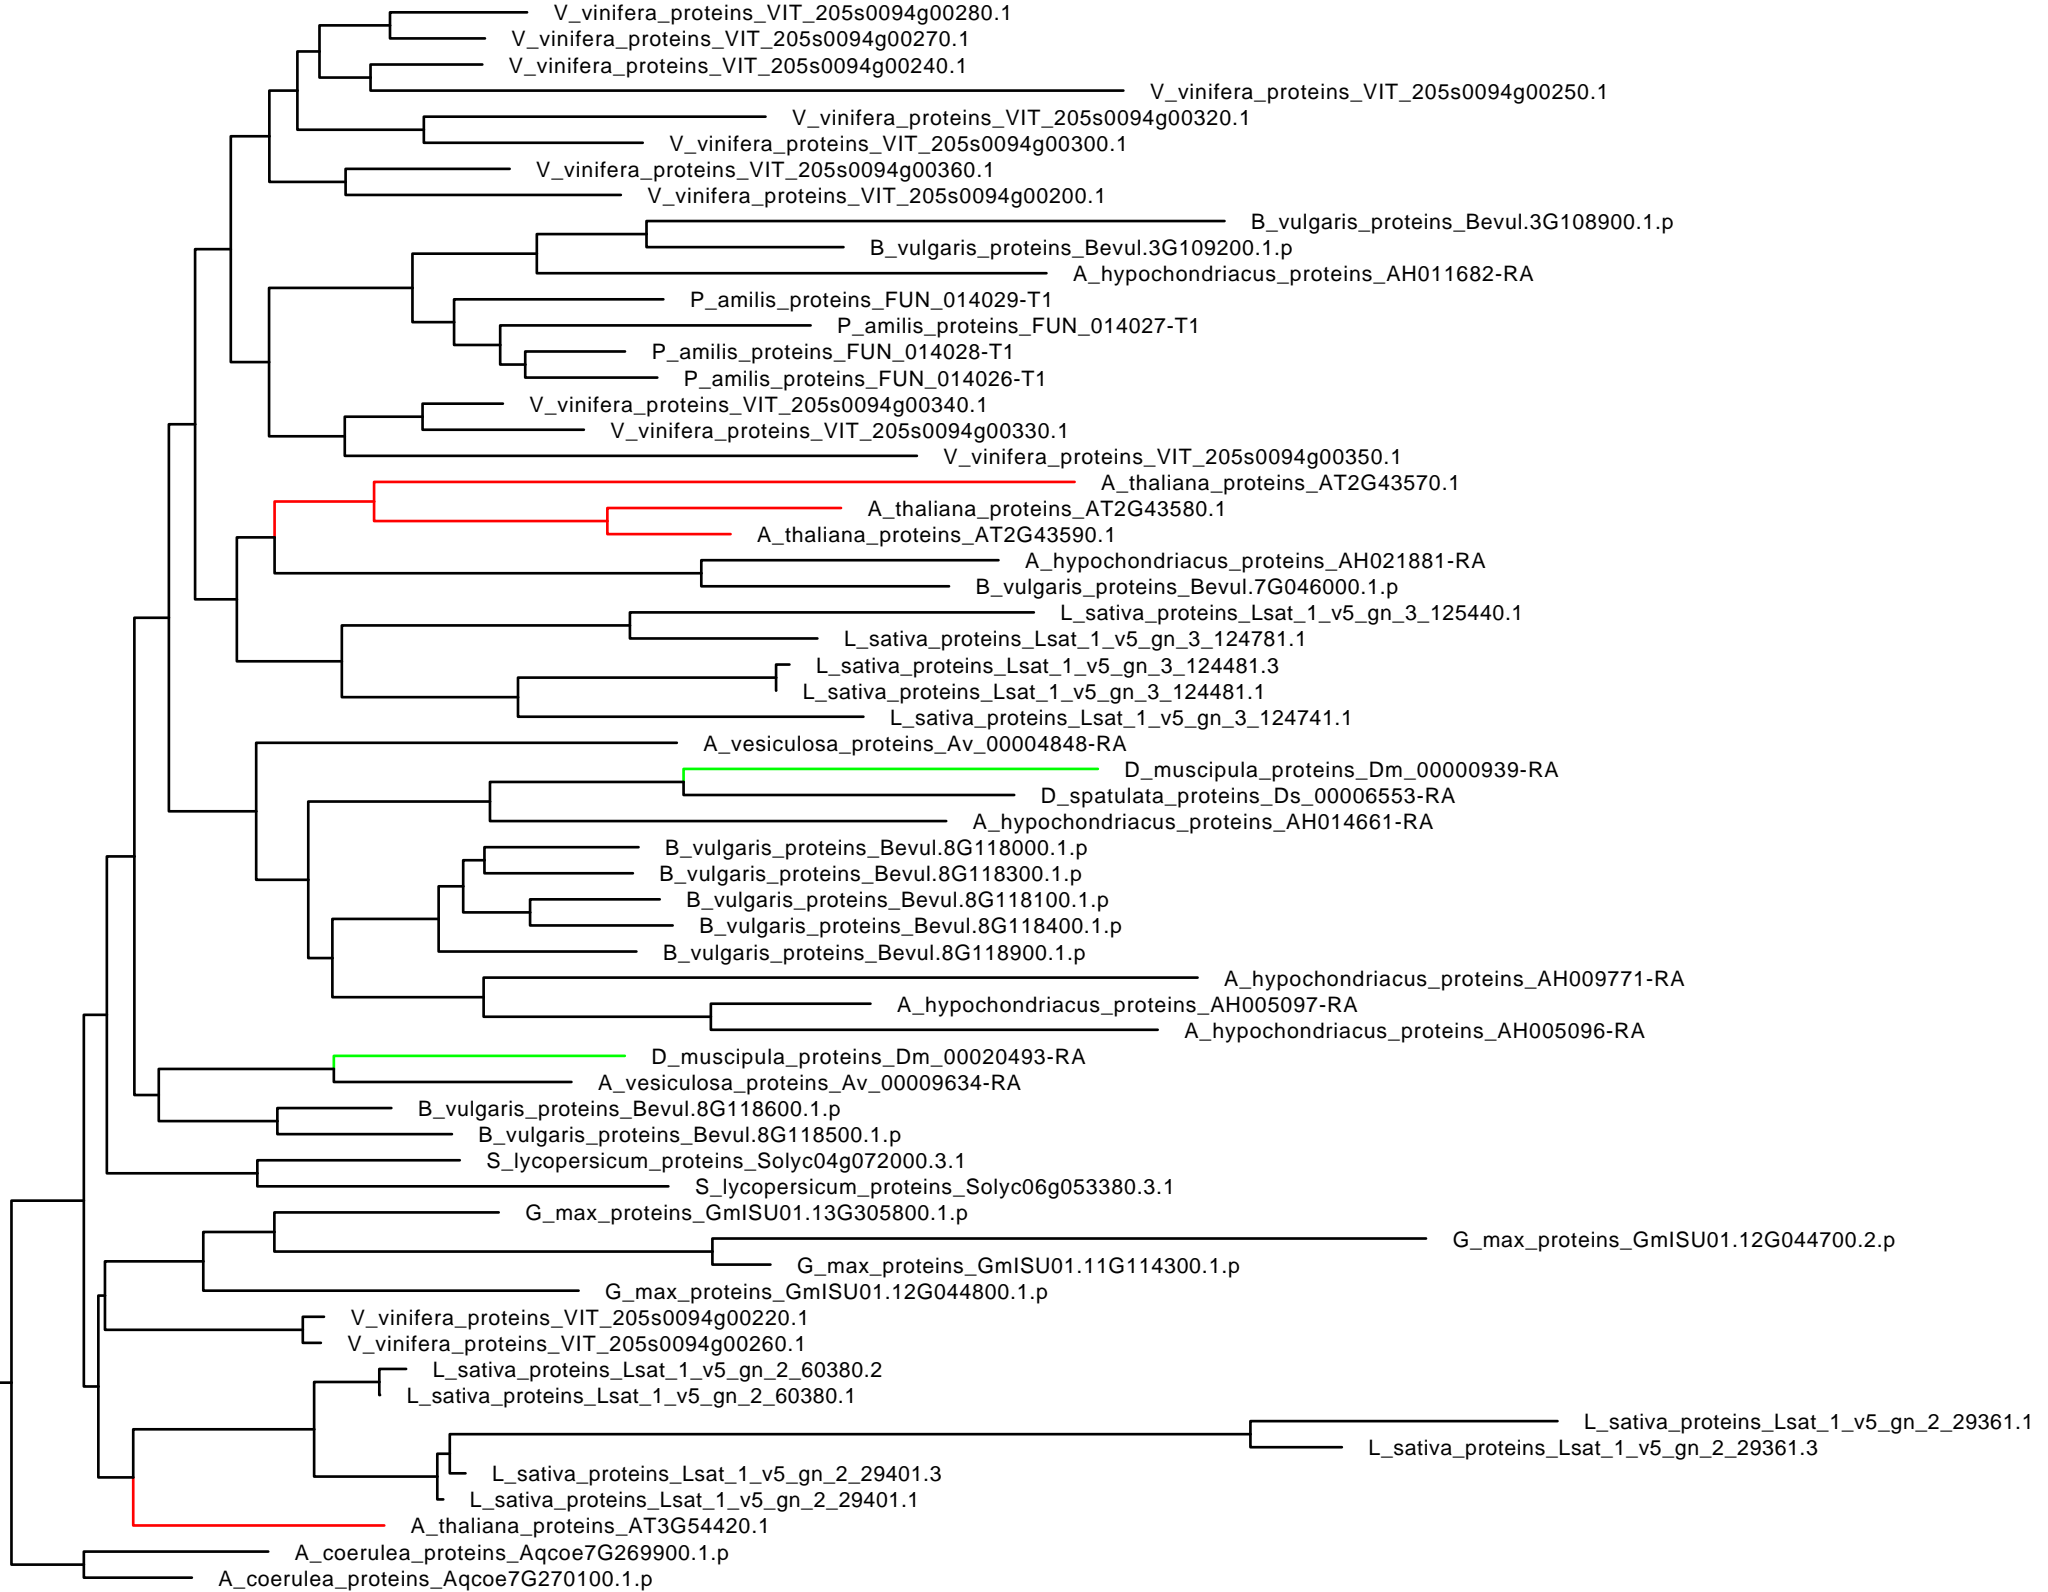 V_vinifera_proteins_VIT_205s0094g00280.1
V_vinifera_proteins_VIT_205s0094g00270.1
V_vinifera_proteins_VIT_205s0094g00240.1
V_vinifera_proteins_VIT_205s0094g00250.1
V_vinifera_proteins_VIT_205s0094g00320.1
V_vinifera_proteins_VIT_205s0094g00300.1
V_vinifera_proteins_VIT_205s0094g00360.1
V_vinifera_proteins_VIT_205s0094g00200.1
B_vulgaris_proteins_Bevul.3G108900.1.p
B_vulgaris_proteins_Bevul.3G109200.1.p
A_hypochondriacus_proteins_AH011682-RA
P_amilis_proteins_FUN_014029-T1
P_amilis_proteins_FUN_014027-T1
P_amilis_proteins_FUN_014028-T1
P_amilis_proteins_FUN_014026-T1
V_vinifera_proteins_VIT_205s0094g00340.1
V_vinifera_proteins_VIT_205s0094g00330.1
V_vinifera_proteins_VIT_205s0094g00350.1
A_thaliana_proteins_AT2G43570.1
A_thaliana_proteins_AT2G43580.1
A_thaliana_proteins_AT2G43590.1
A_hypochondriacus_proteins_AH021881-RA
B_vulgaris_proteins_Bevul.7G046000.1.p
L_sativa_proteins_Lsat_1_v5_gn_3_125440.1
L_sativa_proteins_Lsat_1_v5_gn_3_124781.1
L_sativa_proteins_Lsat_1_v5_gn_3_124481.3
L_sativa_proteins_Lsat_1_v5_gn_3_124481.1
L_sativa_proteins_Lsat_1_v5_gn_3_124741.1
A_vesiculosa_proteins_Av_00004848-RA
D_muscipula_proteins_Dm_00000939-RA
D_spatulata_proteins_Ds_00006553-RA
A_hypochondriacus_proteins_AH014661-RA
B_vulgaris_proteins_Bevul.8G118000.1.p
B_vulgaris_proteins_Bevul.8G118300.1.p
B_vulgaris_proteins_Bevul.8G118100.1.p
B_vulgaris_proteins_Bevul.8G118400.1.p
B_vulgaris_proteins_Bevul.8G118900.1.p
A_hypochondriacus_proteins_AH009771-RA
A_hypochondriacus_proteins_AH005097-RA
A_hypochondriacus_proteins_AH005096-RA
D_muscipula_proteins_Dm_00020493-RA
A_vesiculosa_proteins_Av_00009634-RA
B_vulgaris_proteins_Bevul.8G118600.1.p
B_vulgaris_proteins_Bevul.8G118500.1.p
S_lycopersicum_proteins_Solyc04g072000.3.1
S_lycopersicum_proteins_Solyc06g053380.3.1
G_max_proteins_GmISU01.13G305800.1.p
G_max_proteins_GmISU01.12G044700.2.p
G_max_proteins_GmISU01.11G114300.1.p
G_max_proteins_GmISU01.12G044800.1.p
V_vinifera_proteins_VIT_205s0094g00220.1
V_vinifera_proteins_VIT_205s0094g00260.1
L_sativa_proteins_Lsat_1_v5_gn_2_60380.2
L_sativa_proteins_Lsat_1_v5_gn_2_60380.1
L_sativa_proteins_Lsat_1_v5_gn_2_29361.1
L_sativa_proteins_Lsat_1_v5_gn_2_29361.3
L_sativa_proteins_Lsat_1_v5_gn_2_29401.3
L_sativa_proteins_Lsat_1_v5_gn_2_29401.1
A_thaliana_proteins_AT3G54420.1
A_coerulea_proteins_Aqcoe7G269900.1.p
A_coerulea_proteins_Aqcoe7G270100.1.p